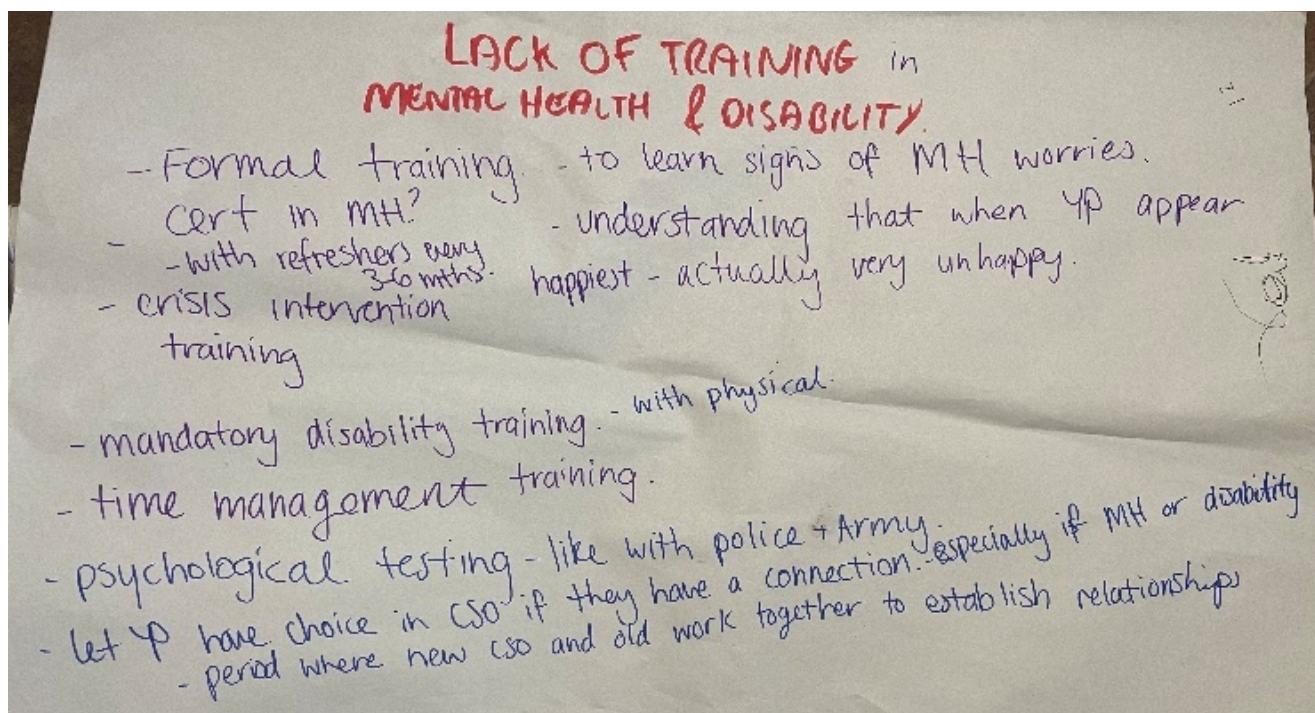 LACK OF TRAINING in
MENTAL HEALTH & DISABILITY.
- Formal training. - to learn signs of MH worries.
- cert in MH?
- with refreshers every
3-6 mths.
- understanding that when YP appear
happiest - actually very unhappy.
- crisis intervention
training
- mandatory disability training. - with physical.
- time management training.
- psychological testing - like with police + Army.
- let YP have choice in CSO if they have a connection. - especially if MH or disability
- period where new CSO and old work together to establish relationships